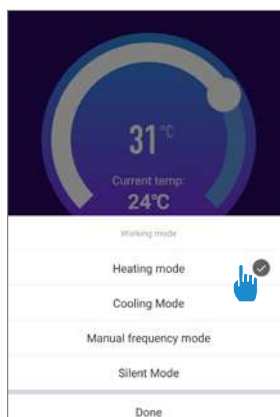 31°C
Current temp:
24°C
Working mode
Heating mode
Cooling Mode
Manual frequency mode
Silent Mode
Done